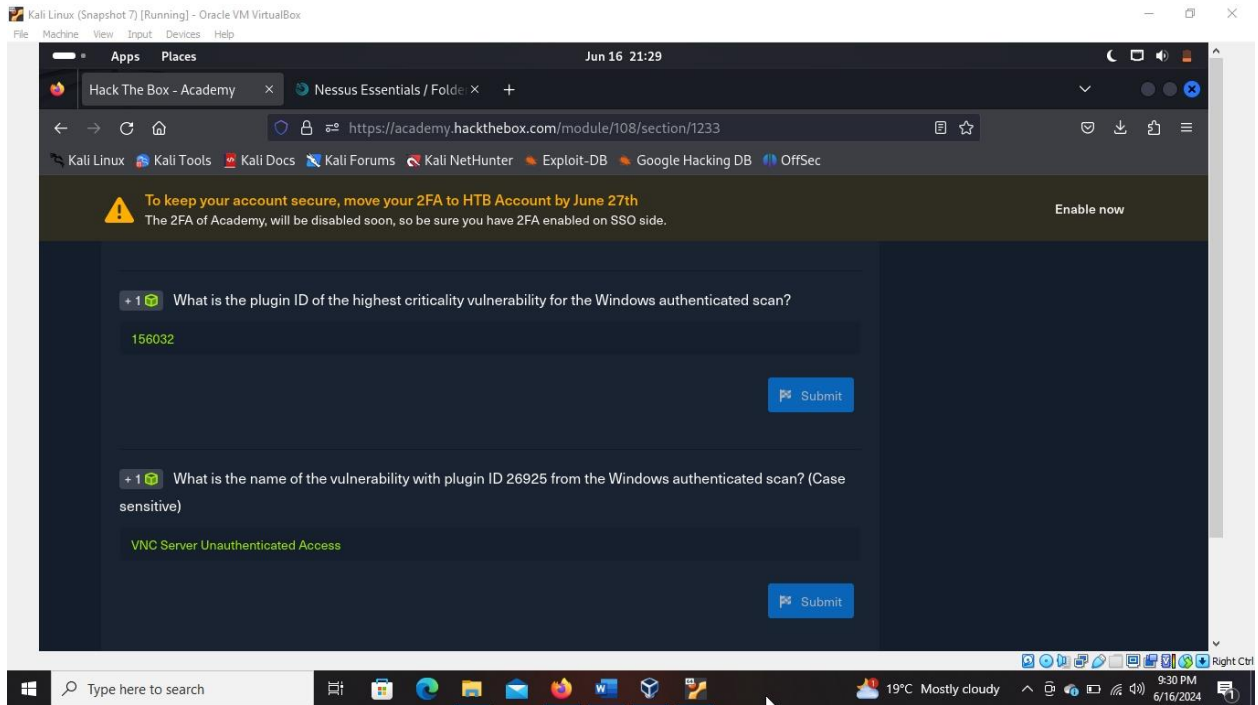 Kali Linux (Snapshot 7) [Running] - Oracle VM VirtualBox
File Machine View Input Devices Help
Apps Places Jun 16 21:29
Hack The Box - Academy Nessus Essentials / Folde
https://academy.hackthebox.com/module/108/section/1233
Kali Linux Kali Tools Kali Docs Kali Forums Kali NetHunter Exploit-DB Google Hacking DB OffSec
To keep your account secure, move your 2FA to HTB Account by June 27th
The 2FA of Academy, will be disabled soon, so be sure you have 2FA enabled on SSO side.
Enable now
+ 1 What is the plugin ID of the highest criticality vulnerability for the Windows authenticated scan?
156032
Submit
+ 1 What is the name of the vulnerability with plugin ID 26925 from the Windows authenticated scan? (Case
sensitive)
VNC Server Unauthenticated Access
Submit
Right Ctrl
Type here to search
19°C Mostly cloudy
9:30 PM
6/16/2024